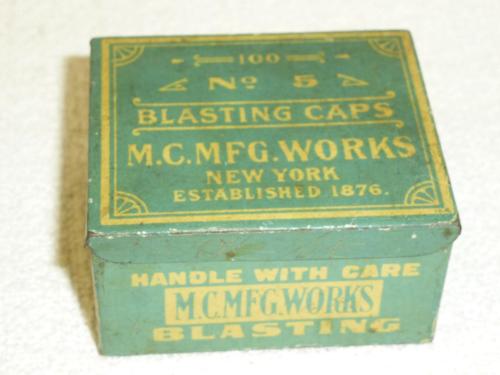 100
No 5
BLASTING CAPS
M.C.MFG.WORKS
NEW YORK
ESTABLISHED 1876.
HANDLE WITH CARE
M.C.MFG.WORKS
BLASTING